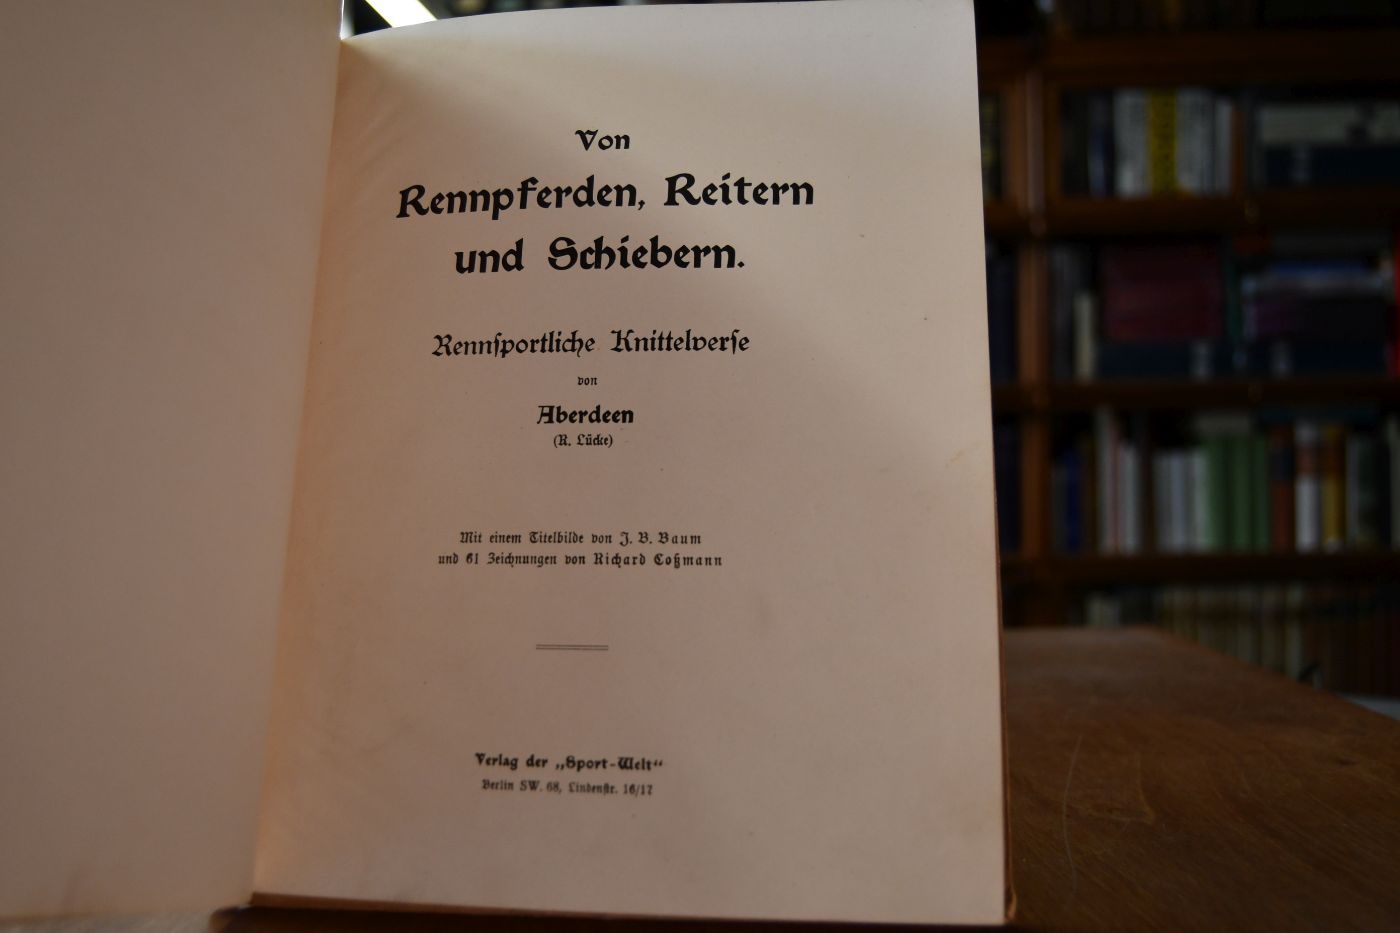 Von
Rennpferden, Reitern
und Schiebern.
Rennſportliche Knittelverſe
von
Aberdeen
(R. Lücke)
Mit einem Titelbilde von J. B. Baum
und 61 Zeichnungen von Richard Coßmann
Verlag der „Sport-Welt“
Berlin SW. 68, Lindenſtr. 16/17